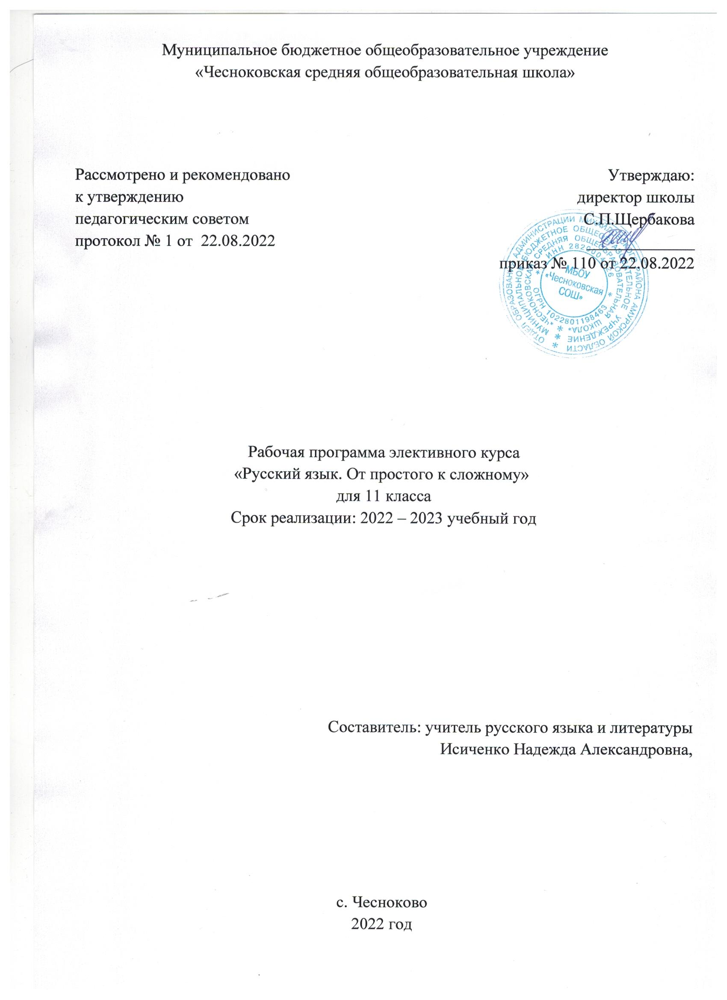 Муниципальное бюджетное общеобразовательное учреждение
«Чесноковская средняя общеобразовательная школа»
Рассмотрено и рекомендовано
к утверждению
педагогическим советом
протокол № 1 от 22.08.2022
Утверждаю:
директор школы
С.П.Щербакова
приказ № 110 от 22.08.2022
ОТДЕЛ ОБРАЗОВАНИЯ АДМИНИСТРАЦИИ МИХАЙЛОВСКОГО РАЙОНА АМУРСКОЙ ОБЛАСТИ *
МУНИЦИПАЛЬНОЕ БЮДЖЕТНОЕ ОБЩЕОБРАЗОВАТЕЛЬНОЕ УЧРЕЖДЕНИЕ *
«ЧЕСНОКОВСКАЯ СРЕДНЯЯ ОБЩЕОБРАЗОВАТЕЛЬНАЯ ШКОЛА» *
* ИНН
* ОГРН 1022801198463
МБОУ
«Чесноковская
СОШ»
Рабочая программа элективного курса
«Русский язык. От простого к сложному»
для 11 класса
Срок реализации: 2022 – 2023 учебный год
Составитель: учитель русского языка и литературы
Исиченко Надежда Александровна,
с. Чесноково
2022 год